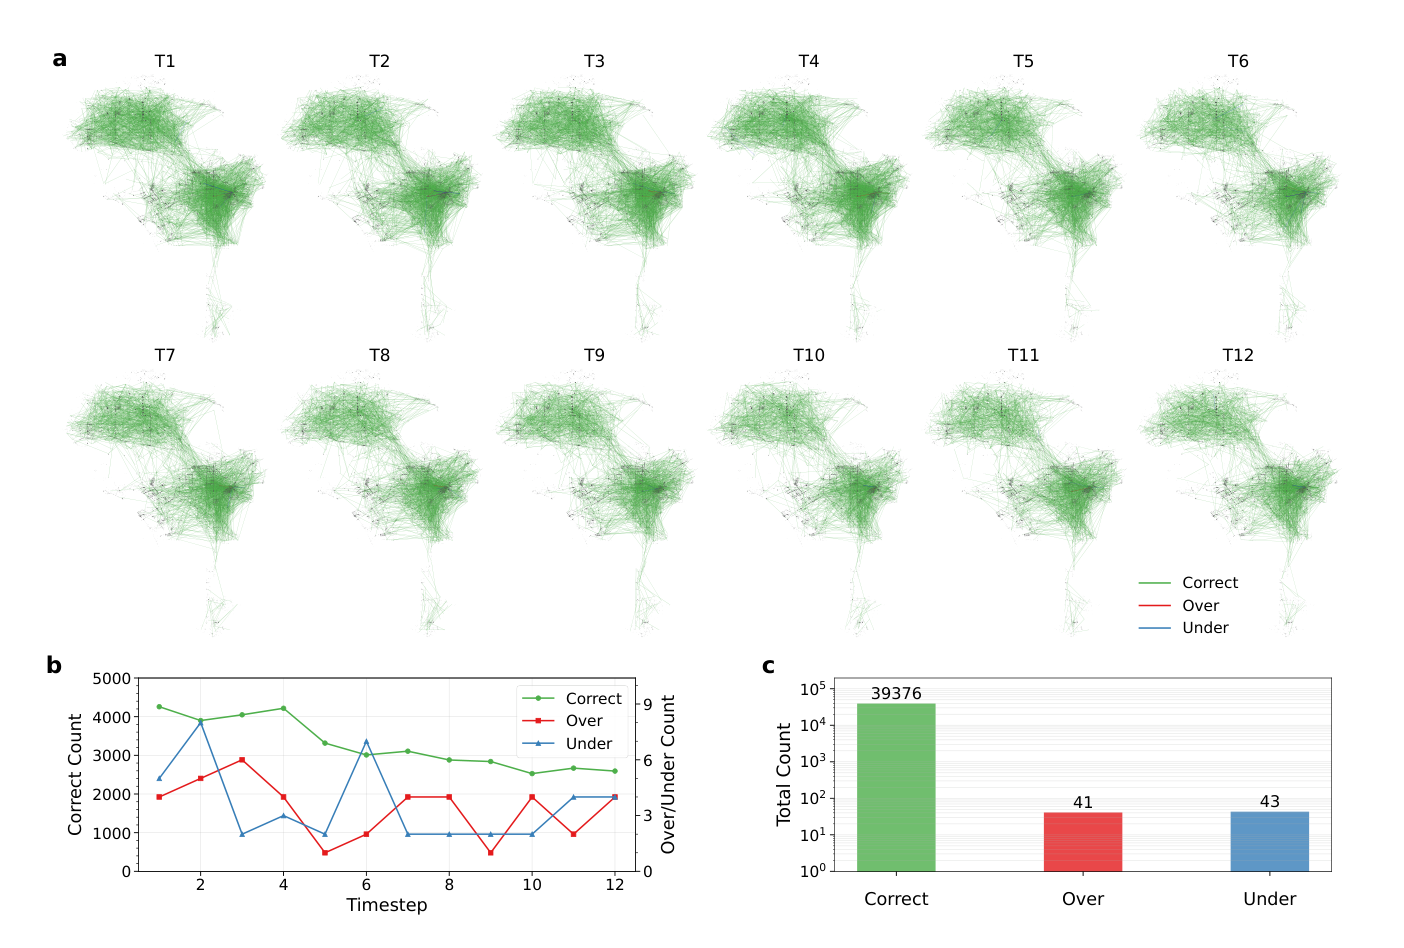 a
T1 T2 T3 T4 T5 T6
T7 T8 T9 T10 T11 T12
Correct
Over
Under
b
5000
4000
3000
2000
1000
0
Correct Count
2 4 6 8 10 12
Timestep
9
6
3
0
Over/Under Count
Correct
Over
Under
c
10^5
10^4
10^3
10^2
10^1
10^0
Total Count
39376
41
43
Correct Over Under